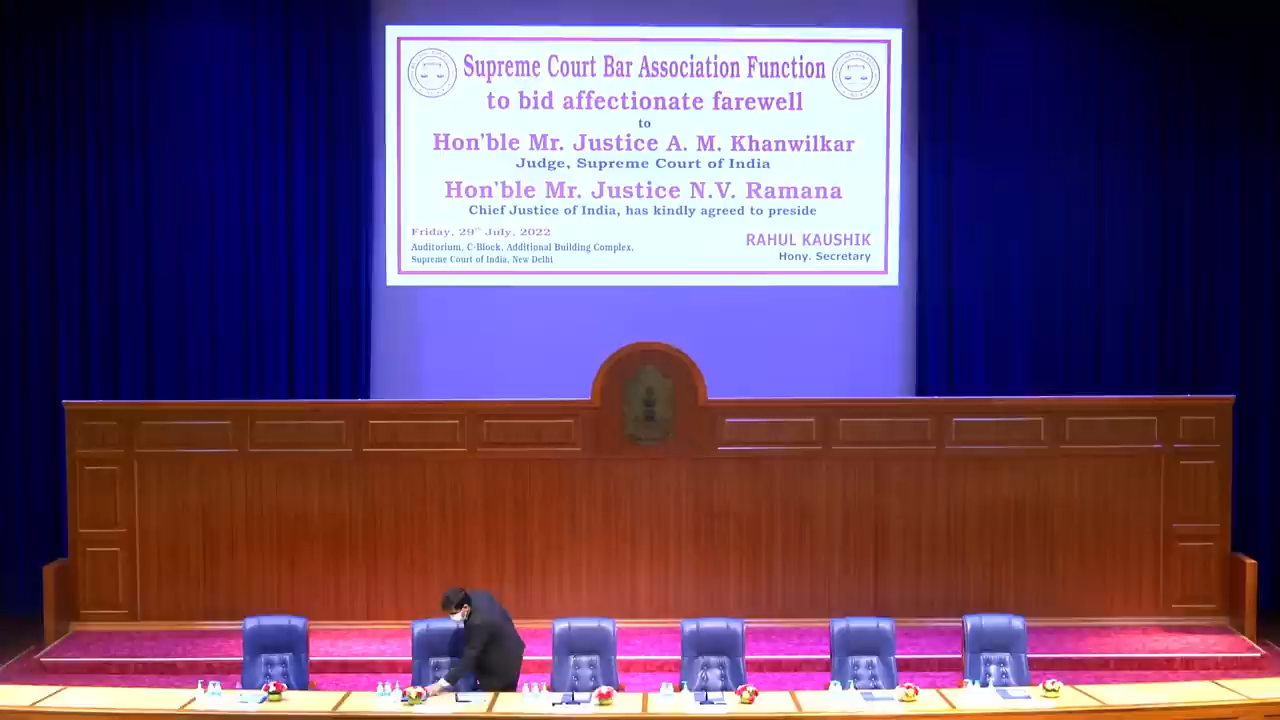 Supreme Court Bar Association Function
to bid affectionate farewell
to
Hon'ble Mr. Justice A. M. Khanwilkar
Judge, Supreme Court of India
Hon'ble Mr. Justice N.V. Ramana
Chief Justice of India, has kindly agreed to preside
Friday, 29th July, 2022
Auditorium, C-Block, Additional Building Complex,
Supreme Court of India, New Delhi
RAHUL KAUSHIK
Hony. Secretary